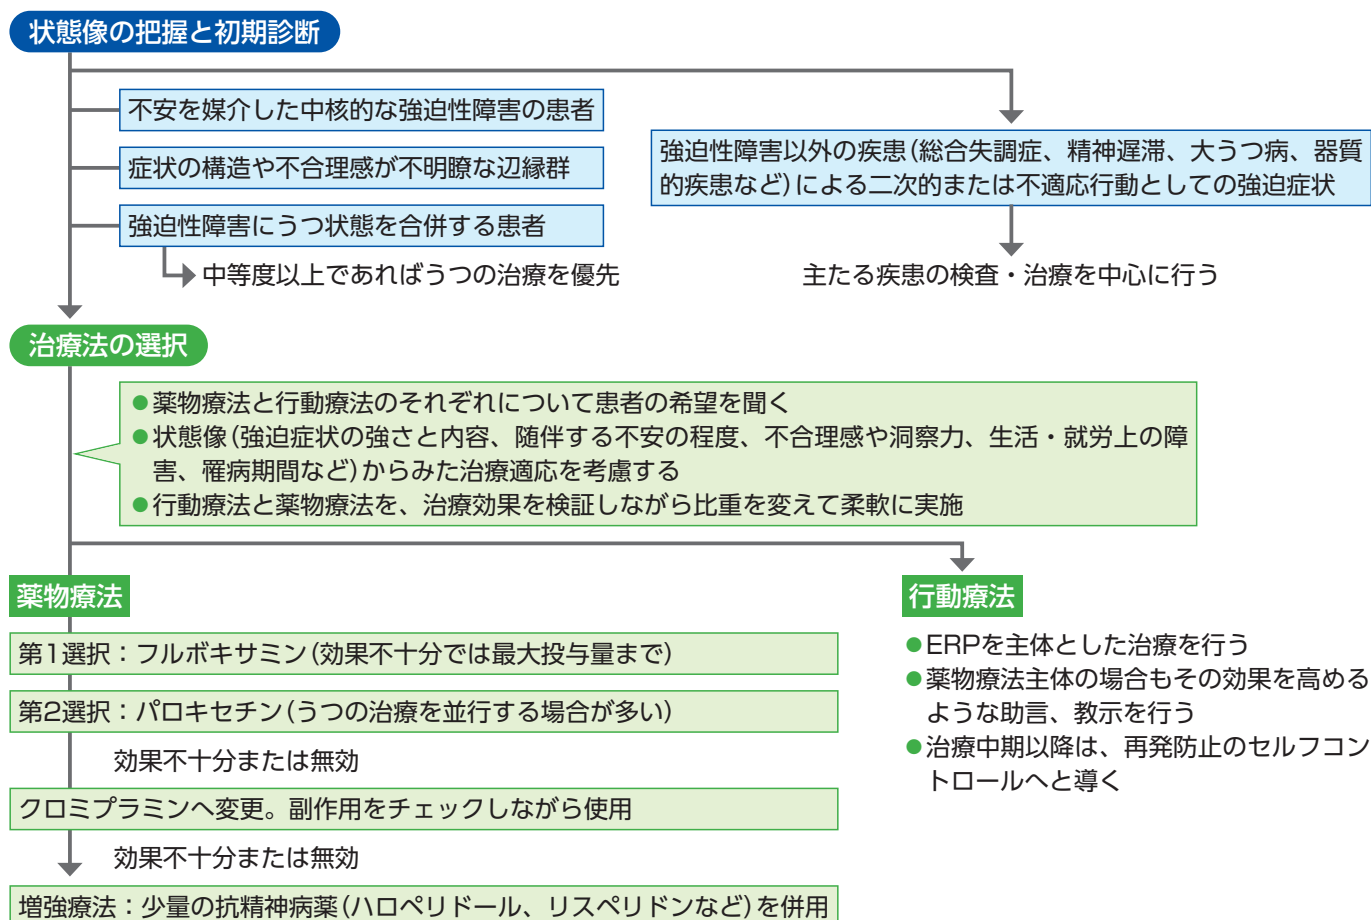 状態像の把握と初期診断
不安を媒介した中核的な強迫性障害の患者
症状の構造や不合理感が不明瞭な辺縁群
強迫性障害にうつ状態を合併する患者
中等度以上であればうつの治療を優先
強迫性障害以外の疾患(総合失調症、精神遅滞、大うつ病、器質
的疾患など)による二次的または不適応行動としての強迫症状
主たる疾患の検査・治療を中心に行う
治療法の選択
●薬物療法と行動療法のそれぞれについて患者の希望を聞く
●状態像(強迫症状の強さと内容、随伴する不安の程度、不合理感や洞察力、生活・就労上の障
害、罹病期間など)からみた治療適応を考慮する
●行動療法と薬物療法を、治療効果を検証しながら比重を変えて柔軟に実施
薬物療法
第1選択：フルボキサミン(効果不十分では最大投与量まで)
第2選択：パロキセチン(うつの治療を並行する場合が多い)
効果不十分または無効
クロミプラミンへ変更。副作用をチェックしながら使用
効果不十分または無効
増強療法：少量の抗精神病薬(ハロペリドール、リスペリドンなど)を併用
行動療法
●ERPを主体とした治療を行う
●薬物療法主体の場合もその効果を高める
ような助言、教示を行う
●治療中期以降は、再発防止のセルフコン
トロールへと導く